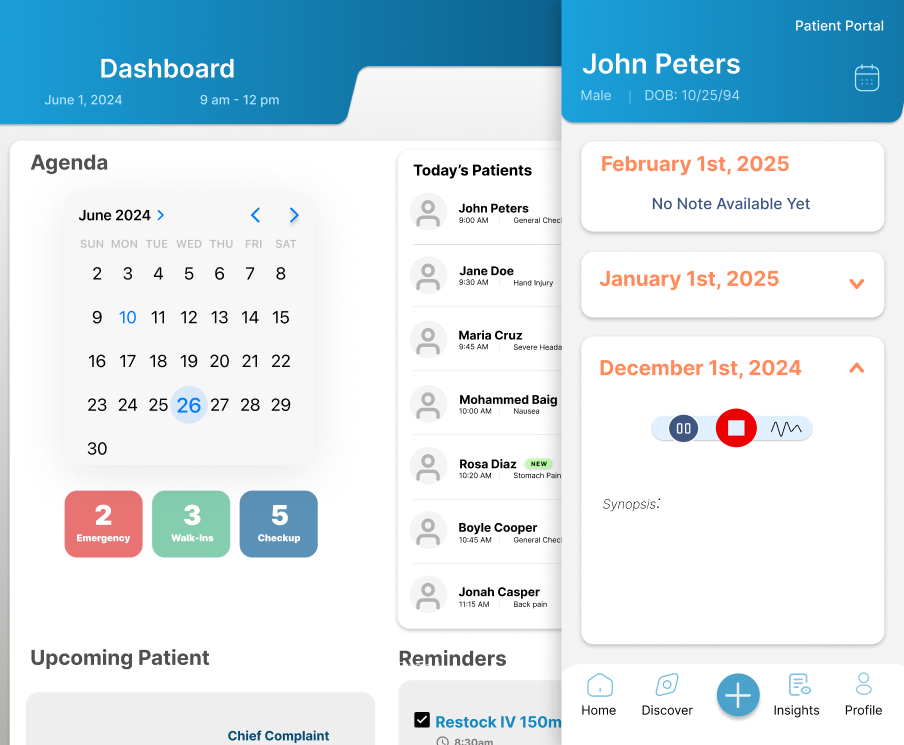 Dashboard
June 1, 2024
9 am - 12 pm
Agenda
June 2024
SUN MON TUE WED THU FRI SAT
2 3 4 5 6 7 8
9 10 11 12 13 14 15
16 17 18 19 20 21 22
23 24 25 26 27 28 29
30
2
Emergency
3
Walk-Ins
5
Checkup
Upcoming Patient
Chief Complaint
Today's Patients
John Peters
9:00 AM General Chec
Jane Doe
9:30 AM Hand Injury
Maria Cruz
9:45 AM Severe Heada
Mohammed Baig
10:00 AM Nausea
Rosa Diaz NEW
10:20 AM Stomach Pain
Boyle Cooper
10:45 AM General Chec
Jonah Casper
11:15 AM Back pain
Reminders
Restock IV 150m
8:30am
Patient Portal
John Peters
Male | DOB: 10/25/94
February 1st, 2025
No Note Available Yet
January 1st, 2025
December 1st, 2024
Synopsis:
Home
Discover
Insights
Profile